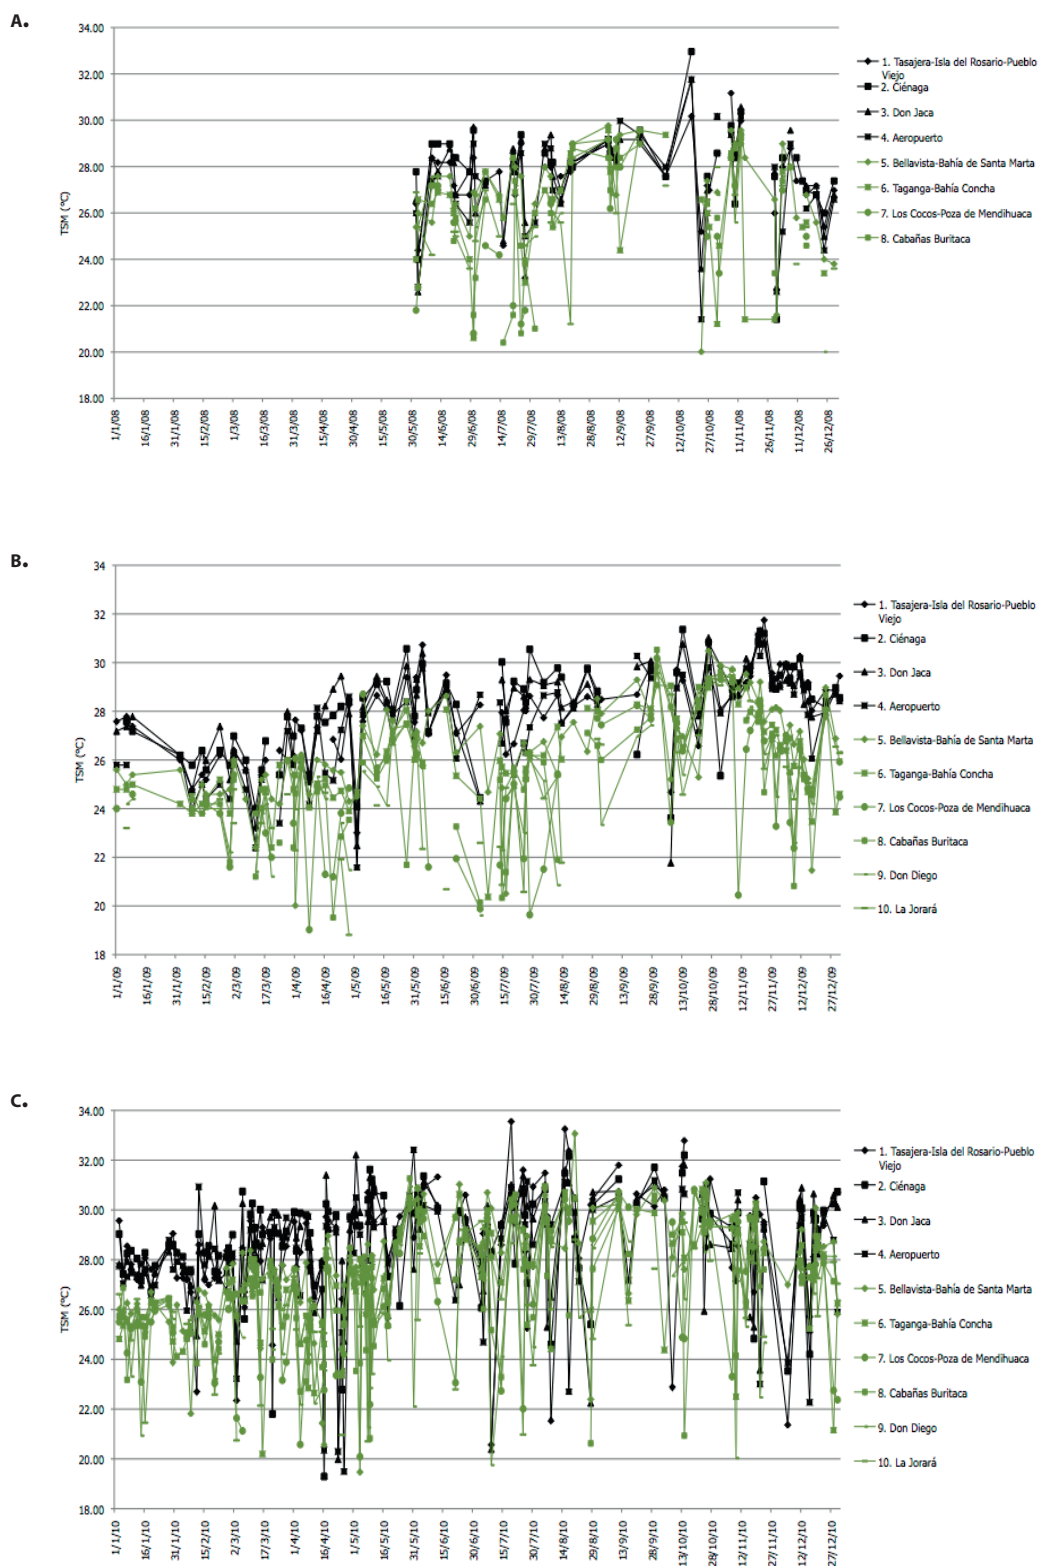 A.
34.00
32.00
30.00
28.00
26.00
24.00
22.00
20.00
18.00
TSM (°C)
1/1/08
16/1/08
31/1/08
15/2/08
1/3/08
16/3/08
31/3/08
15/4/08
30/4/08
15/5/08
30/5/08
14/6/08
29/6/08
14/7/08
29/7/08
13/8/08
28/8/08
12/9/08
27/9/08
12/10/08
27/10/08
11/11/08
26/11/08
11/12/08
26/12/08
1. Tasajera-Isla del Rosario-Pueblo
Viejo
2. Ciénaga
3. Don Jaca
4. Aeropuerto
5. Bellavista-Bahía de Santa Marta
6. Taganga-Bahía Concha
7. Los Cocos-Poza de Mendihuaca
8. Cabañas Buritaca
B.
34
32
30
28
26
24
22
20
18
TSM (°C)
1/1/09
16/1/09
31/1/09
15/2/09
2/3/09
17/3/09
1/4/09
16/4/09
1/5/09
16/5/09
31/5/09
15/6/09
30/6/09
15/7/09
30/7/09
14/8/09
29/8/09
13/9/09
28/9/09
13/10/09
28/10/09
12/11/09
27/11/09
12/12/09
27/12/09
1. Tasajera-Isla del Rosario-Pueblo
Viejo
2. Ciénaga
3. Don Jaca
4. Aeropuerto
5. Bellavista-Bahía de Santa Marta
6. Taganga-Bahía Concha
7. Los Cocos-Poza de Mendihuaca
8. Cabañas Buritaca
9. Don Diego
10. La Jorará
C.
34.00
32.00
30.00
28.00
26.00
24.00
22.00
20.00
18.00
TSM (°C)
1/1/10
16/1/10
31/1/10
15/2/10
2/3/10
17/3/10
1/4/10
16/4/10
1/5/10
16/5/10
31/5/10
15/6/10
30/6/10
15/7/10
30/7/10
14/8/10
29/8/10
13/9/10
28/9/10
13/10/10
28/10/10
12/11/10
27/11/10
12/12/10
27/12/10
1. Tasajera-Isla del Rosario-Pueblo
Viejo
2. Ciénaga
3. Don Jaca
4. Aeropuerto
5. Bellavista-Bahía de Santa Marta
6. Taganga-Bahía Concha
7. Los Cocos-Poza de Mendihuaca
8. Cabañas Buritaca
9. Don Diego
10. La Jorará